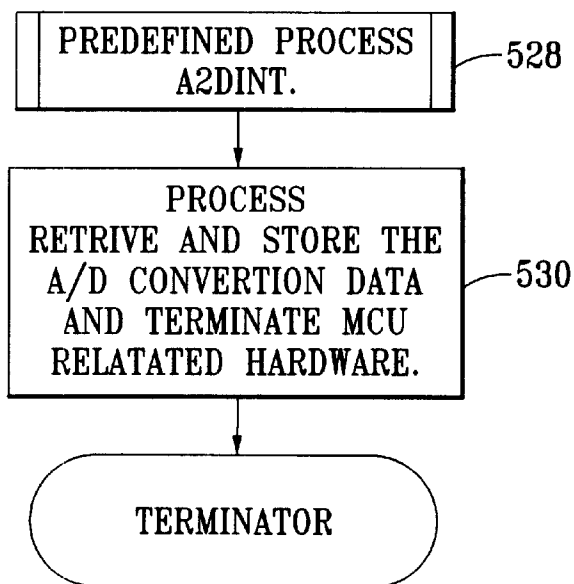 PREDEFINED PROCESS
A2DINT.
528
PROCESS
RETRIVE AND STORE THE
A/D CONVERTION DATA
AND TERMINATE MCU
RELATATED HARDWARE.
530
TERMINATOR